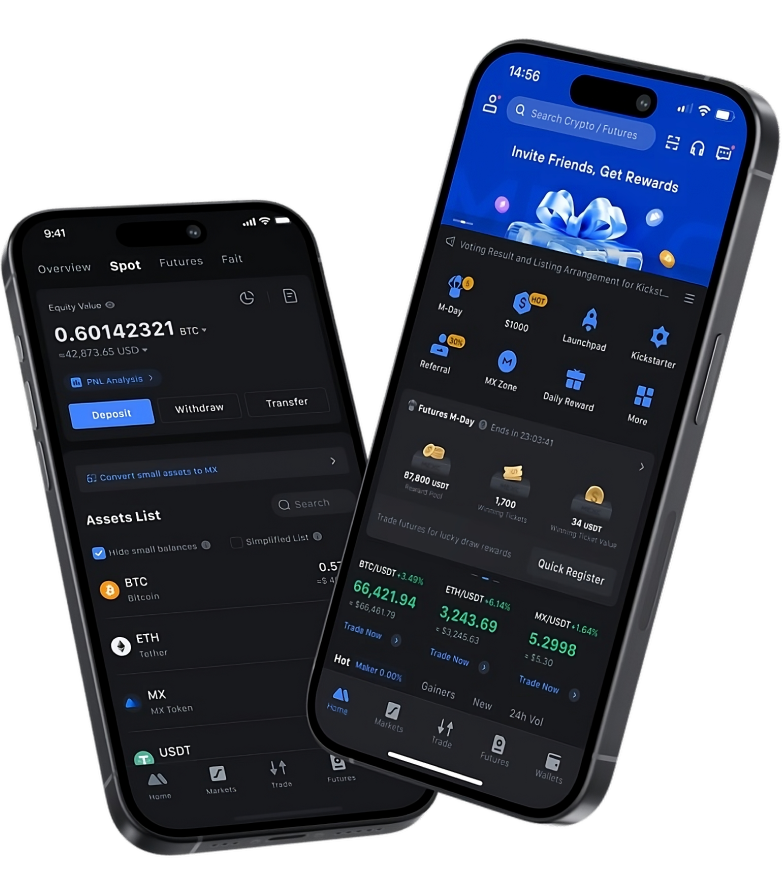 9:41
Overview Spot Futures Fait
Equity Value
0.60142321 BTC
≈42,873.65 USD
PNL Analysis >
Deposit Withdraw Transfer
Convert small assets to MX >
Assets List
Search
Hide small balances Simplified List
BTC
Bitcoin
0.57
ETH
Tether
MX
MX Token
USDT
Home Markets Trade Futures
14:56
Search Crypto / Futures
Invite Friends, Get Rewards
Voting Result and Listing Arrangement for Kickst...
M-Day
HOT
$1000
Launchpad
Kickstarter
30%
Referral
MX Zone
Daily Reward
More
Futures M-Day Ends in 23:03:41 >
87,800 USDT
Reward Pool
1,700
Winning Tickets
34 USDT
Winning Ticket Value
Trade futures for lucky draw rewards
Quick Register
BTC/USDT +3.49%
66,421.94
≈ $66,461.79
Trade Now >
ETH/USDT +6.14%
3,243.69
≈ $3,245.63
Trade Now >
MX/USDT +1.64%
5.2998
≈ $5.30
Trade Now >
Hot Maker 0.00% Gainers New 24h Vol
Home Markets Trade Futures Wallets